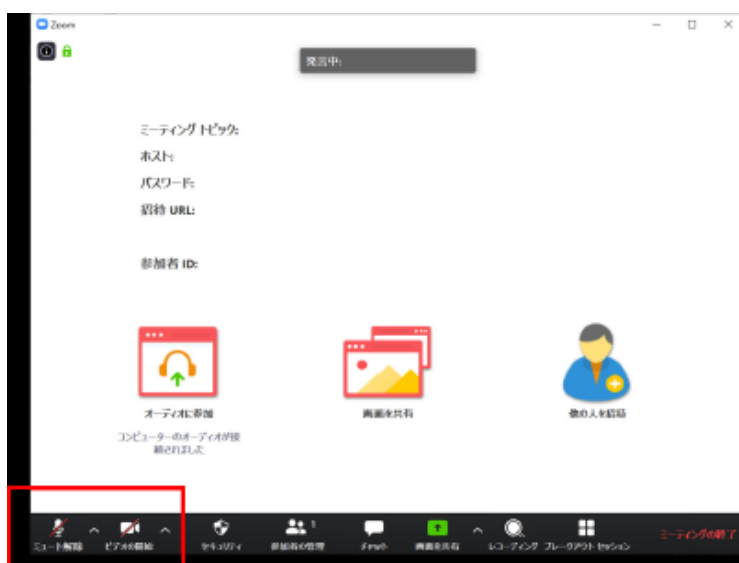 Zoom
発言中:
ミーティング トピック:
ホスト:
パスワード:
招待 URL:
参加者 ID:
オーディオに参加
画面を共有
他の人を招待
コンピューターのオーディオが接
続されました
1
ミュート解除
ビデオの開始
セキュリティ
参加者の管理
チャット
画面を共有
レコーディング
ブレークアウト セッション
ミーティングの終了